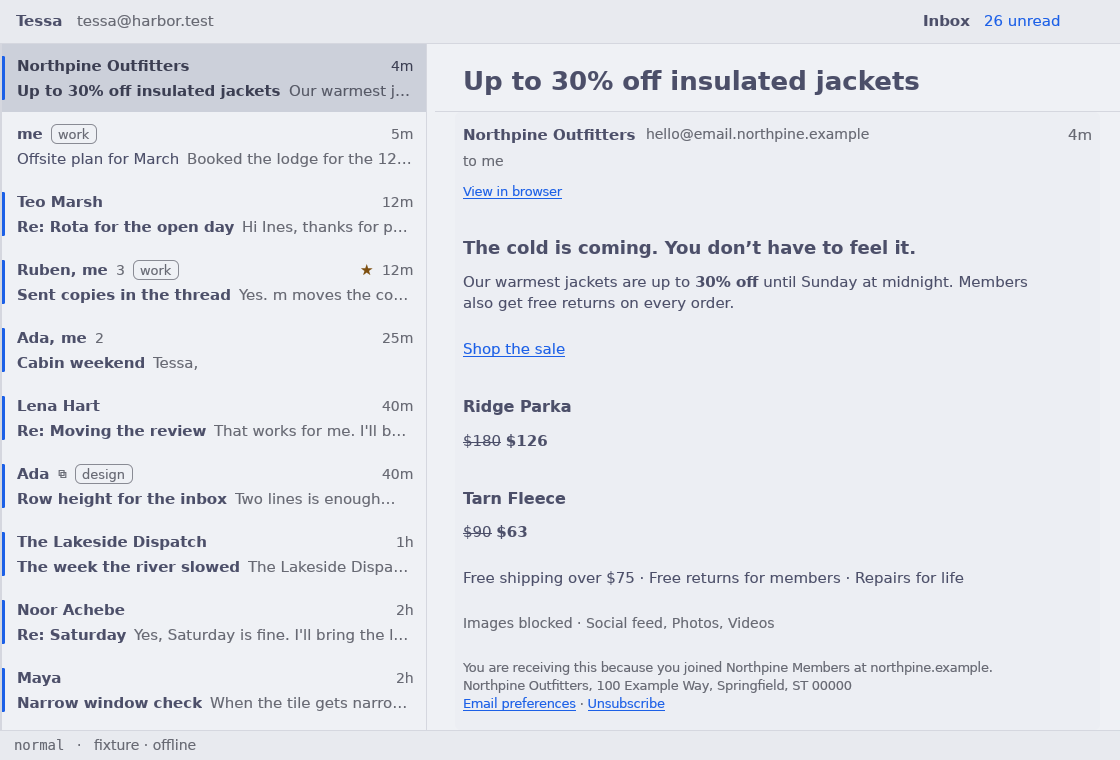 Tessa tessa@harbor.test Inbox 26 unread
Northpine Outfitters 4m
Up to 30% off insulated jackets Our warmest j…
me work 5m
Offsite plan for March Booked the lodge for the 12…
Teo Marsh 12m
Re: Rota for the open day Hi Ines, thanks for p…
Ruben, me 3 work ★ 12m
Sent copies in the thread Yes. m moves the co…
Ada, me 2 25m
Cabin weekend Tessa,
Lena Hart 40m
Re: Moving the review That works for me. I'll b…
Ada ⧉ design 40m
Row height for the inbox Two lines is enough…
The Lakeside Dispatch 1h
The week the river slowed The Lakeside Dispa…
Noor Achebe 2h
Re: Saturday Yes, Saturday is fine. I'll bring the l…
Maya 2h
Narrow window check When the tile gets narro…
Up to 30% off insulated jackets
Northpine Outfitters hello@email.northpine.example 4m
to me
View in browser
The cold is coming. You don’t have to feel it.
Our warmest jackets are up to 30% off until Sunday at midnight. Members
also get free returns on every order.
Shop the sale
Ridge Parka
$180 $126
Tarn Fleece
$90 $63
Free shipping over $75 · Free returns for members · Repairs for life
Images blocked · Social feed, Photos, Videos
You are receiving this because you joined Northpine Members at northpine.example.
Northpine Outfitters, 100 Example Way, Springfield, ST 00000
Email preferences · Unsubscribe
normal · fixture · offline